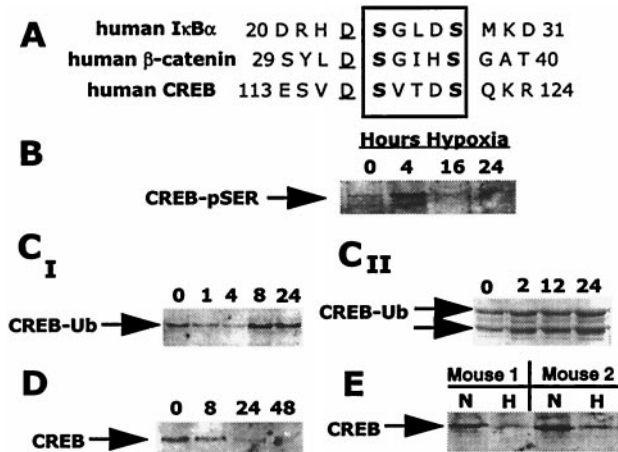 A
human IκBα 20 D R H D S G L D S M K D 31
human β-catenin 29 S Y L D S G I H S G A T 40
human CREB 113 E S V D S V T D S Q K R 124
B
Hours Hypoxia
0 4 16 24
CREB-pSER
C I
0 1 4 8 24
CREB-Ub
C II
0 2 12 24
CREB-Ub
D
0 8 24 48
CREB
E
Mouse 1 Mouse 2
N H N H
CREB